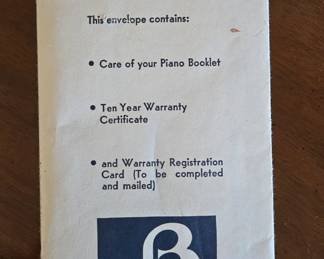 This envelope contains:
• Care of your Piano Booklet
• Ten Year Warranty
Certificate
• and Warranty Registration
Card (To be completed
and mailed)
B